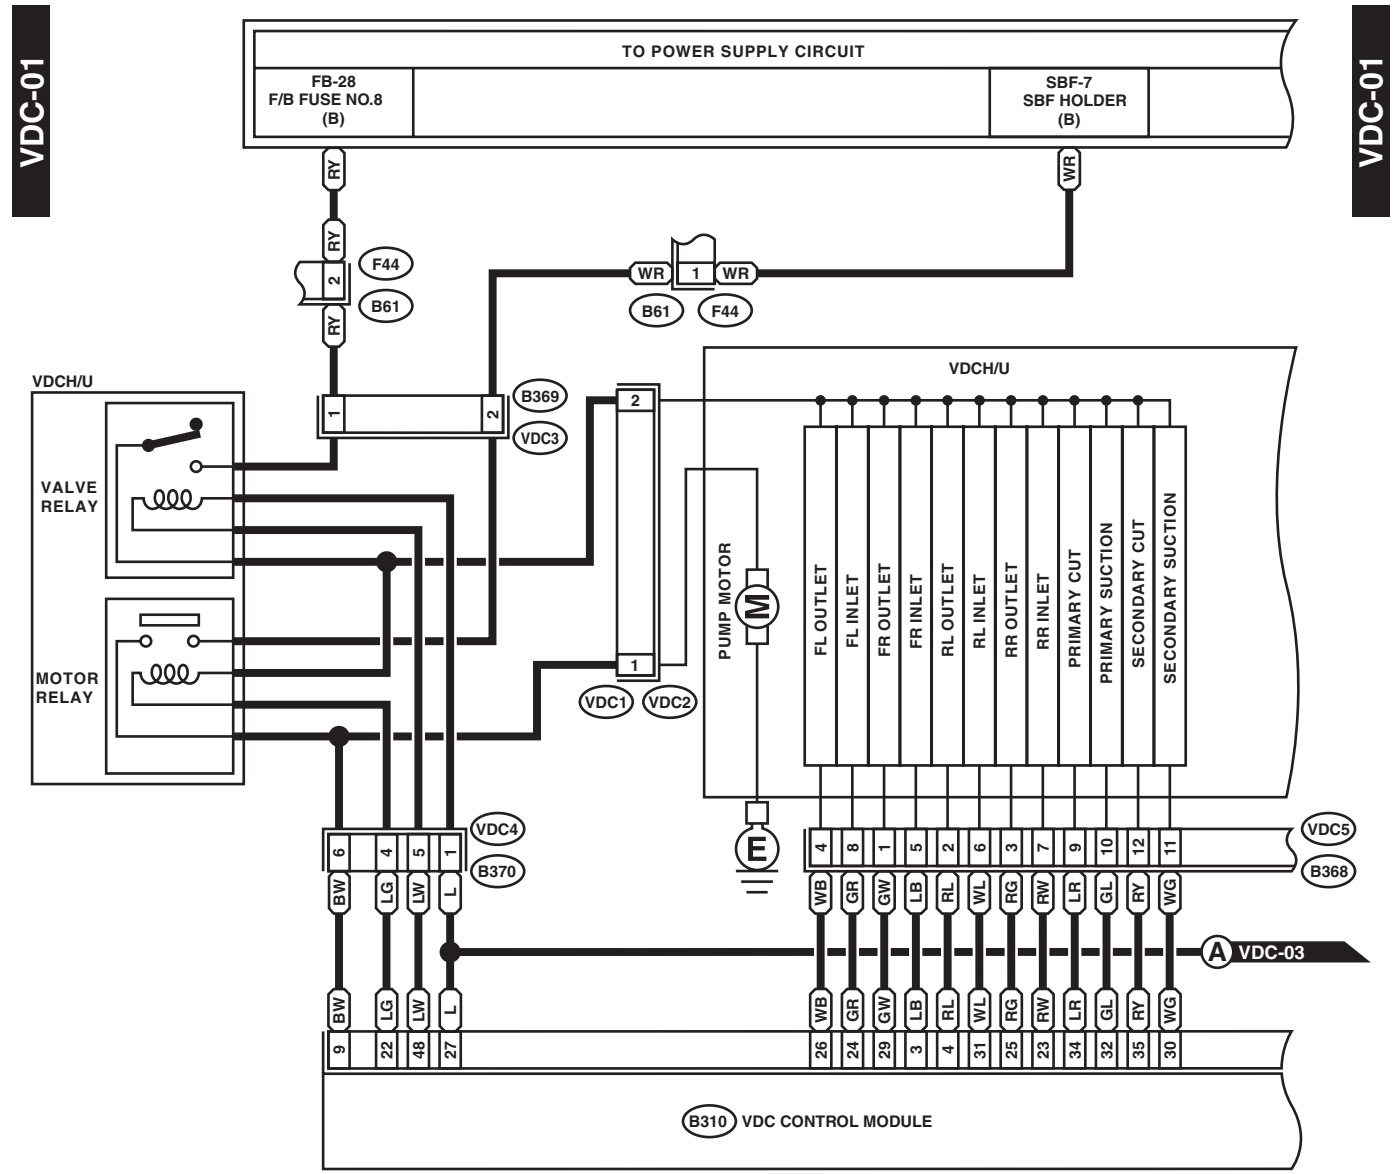 VDC-01
VDC-01
TO POWER SUPPLY CIRCUIT
FB-28
F/B FUSE NO.8
(B)
SBF-7
SBF HOLDER
(B)
RY
WR
RY
2
F44
B61
RY
WR
1
WR
B61
F44
VDCH/U
VDCH/U
1
2
B369
VDC3
2
VALVE
RELAY
MOTOR
RELAY
1
VDC1
VDC2
PUMP MOTOR
M
E
FL OUTLET
FL INLET
FR OUTLET
FR INLET
RL OUTLET
RL INLET
RR OUTLET
RR INLET
PRIMARY CUT
PRIMARY SUCTION
SECONDARY CUT
SECONDARY SUCTION
6
4
5
1
VDC4
B370
4
8
1
5
2
6
3
7
9
10
12
11
VDC5
B368
BW
LG
LW
L
WB
GR
GW
LB
RL
WL
RG
RW
LR
GL
RY
WG
A
VDC-03
BW
LG
LW
L
WB
GR
GW
LB
RL
WL
RG
RW
LR
GL
RY
WG
9
22
48
27
26
24
29
3
4
31
25
23
34
32
35
30
B310
VDC CONTROL MODULE